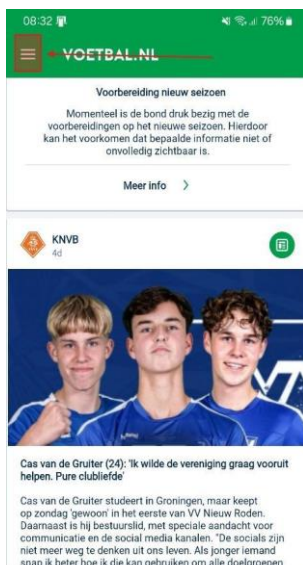 08:32
76%
VOETBAL.NL
Voorbereiding nieuw seizoen
Momenteel is de bond druk bezig met de
voorbereidingen op het nieuwe seizoen. Hierdoor
kan het voorkomen dat bepaalde informatie niet of
onvolledig zichtbaar is.
Meer info
KNVB
4d
Cas van de Gruiter (24): 'Ik wilde de vereniging graag vooruit
helpen. Pure clubliefde'
Cas van de Gruiter studeert in Groningen, maar keept
op zondag 'gewoon' in het eerste van VV Nieuw Roden.
Daarnaast is hij bestuurslid, met speciale aandacht voor
communicatie en de social media kanalen. "De socials zijn
niet meer weg te denken uit ons leven. Als jonger iemand
snap ik beter hoe ik die kan gebruiken om alle doelgroepen